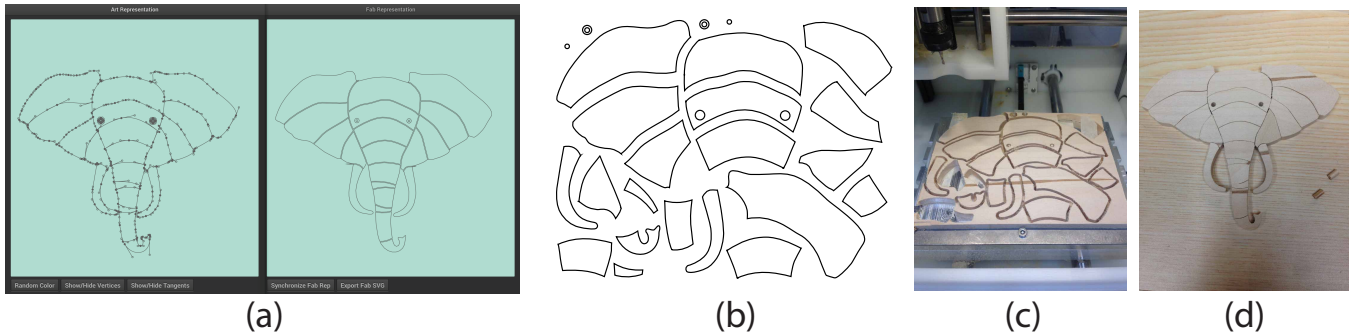 Art Representation
Fab Representation
Random Color
Show/Hide Vertices
Show/Hide Tangents
Synchronize Fab Rep
Export Fab SVG
(a)
(b)
(c)
(d)